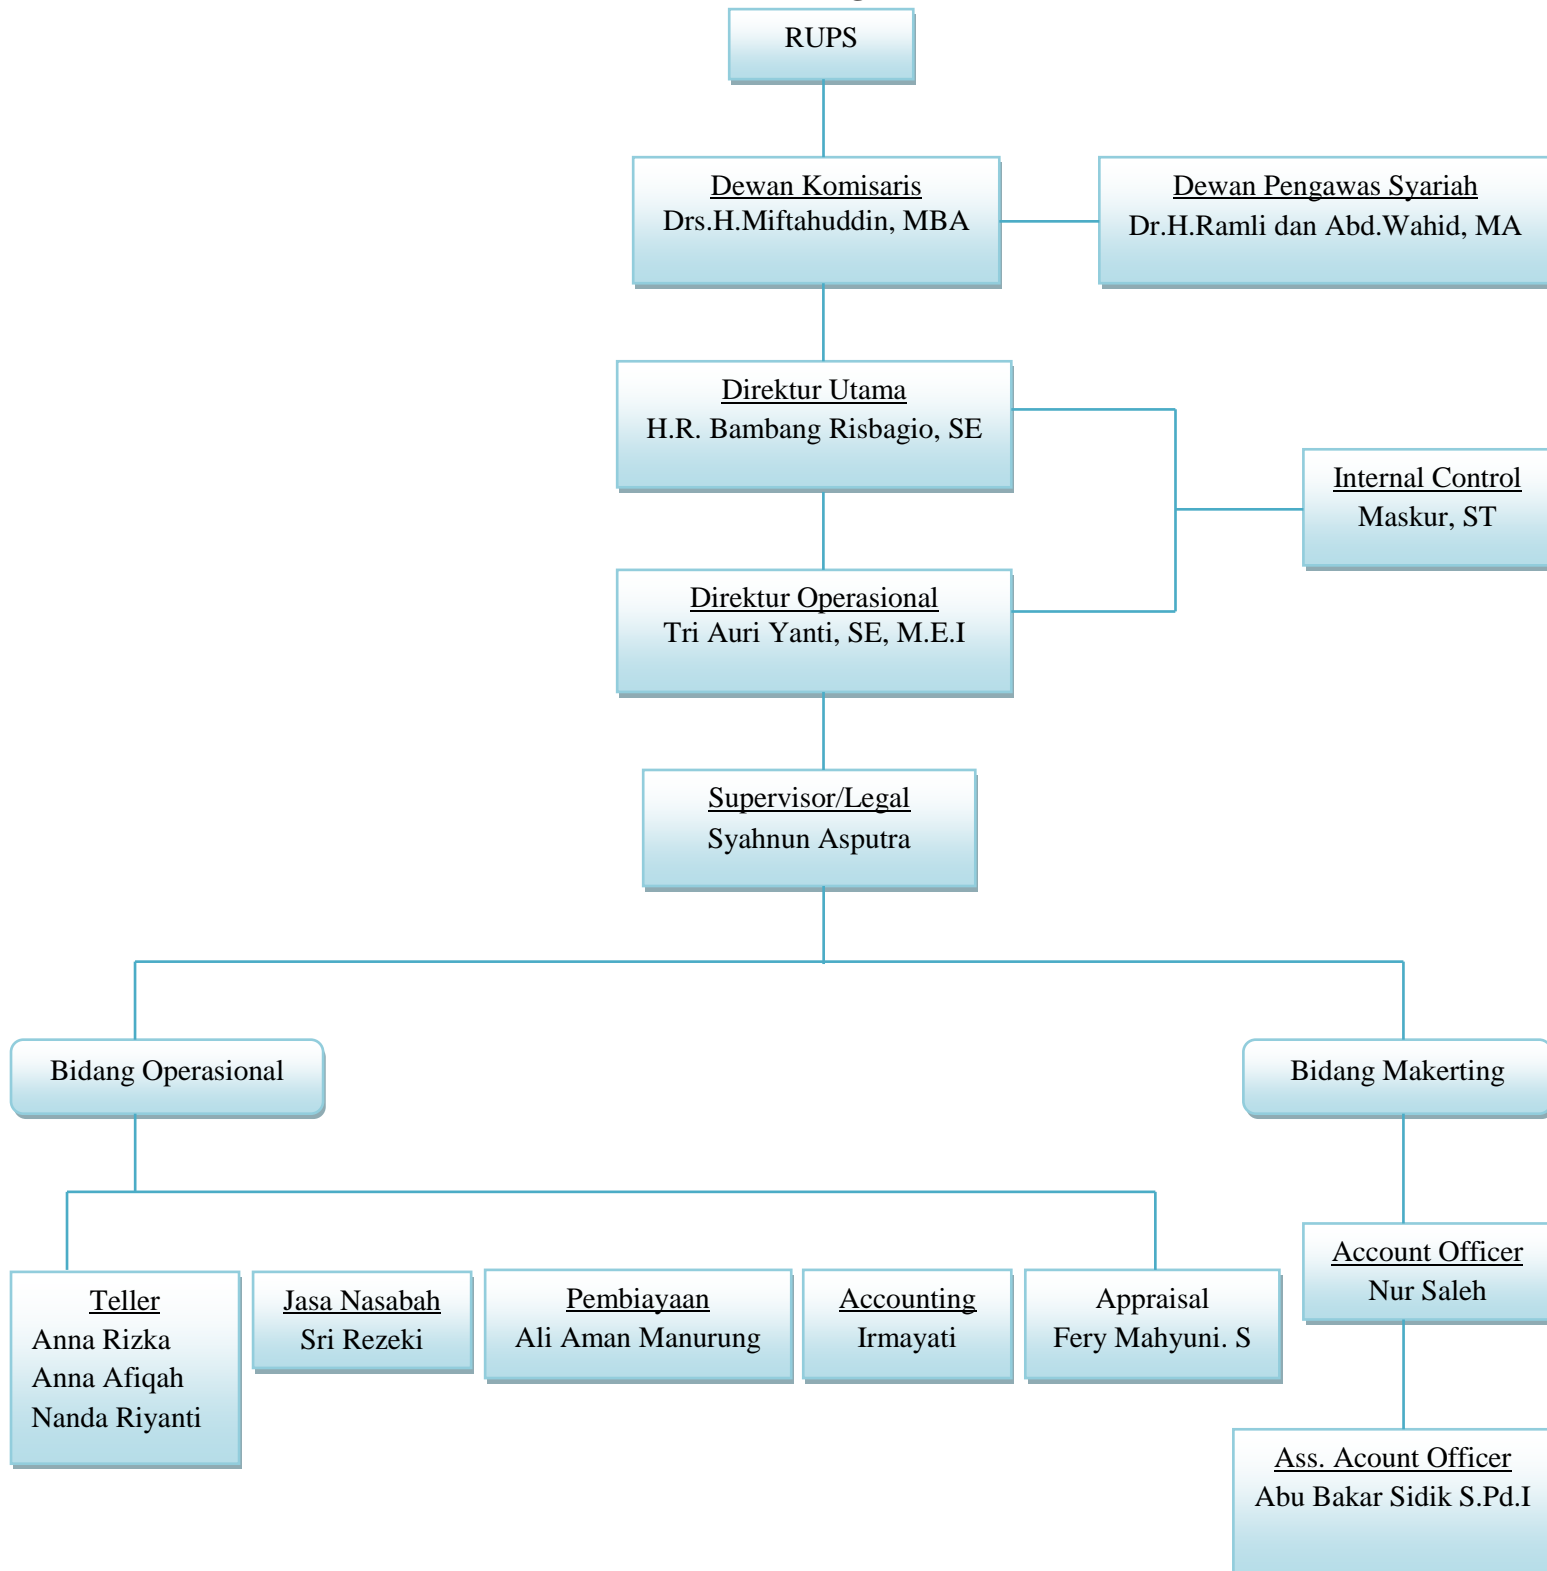 RUPS
Dewan Komisaris
Drs.H.Miftahuddin, MBA
Dewan Pengawas Syariah
Dr.H.Ramli dan Abd.Wahid, MA
Direktur Utama
H.R. Bambang Risbagio, SE
Internal Control
Maskur, ST
Direktur Operasional
Tri Auri Yanti, SE, M.E.I
Supervisor/Legal
Syahnun Asputra
Bidang Operasional
Bidang Makerting
Teller
Anna Rizka
Anna Afiqah
Nanda Riyanti
Jasa Nasabah
Sri Rezeki
Pembiayaan
Ali Aman Manurung
Accounting
Irmayati
Appraisal
Fery Mahyuni. S
Account Officer
Nur Saleh
Ass. Acount Officer
Abu Bakar Sidik S.Pd.I